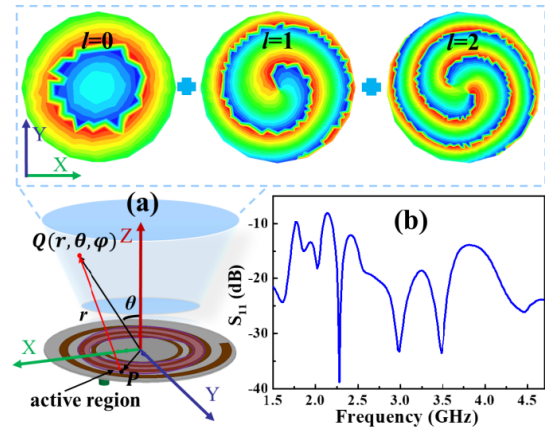 l=0 l=1 l=2
Y
X
(a)
Z
Q(r, θ, φ)
θ
r
X
P
Y
active region
(b)
-10
-20
-30
-40
S11 (dB)
1.5 2.0 2.5 3.0 3.5 4.0 4.5
Frequency (GHz)